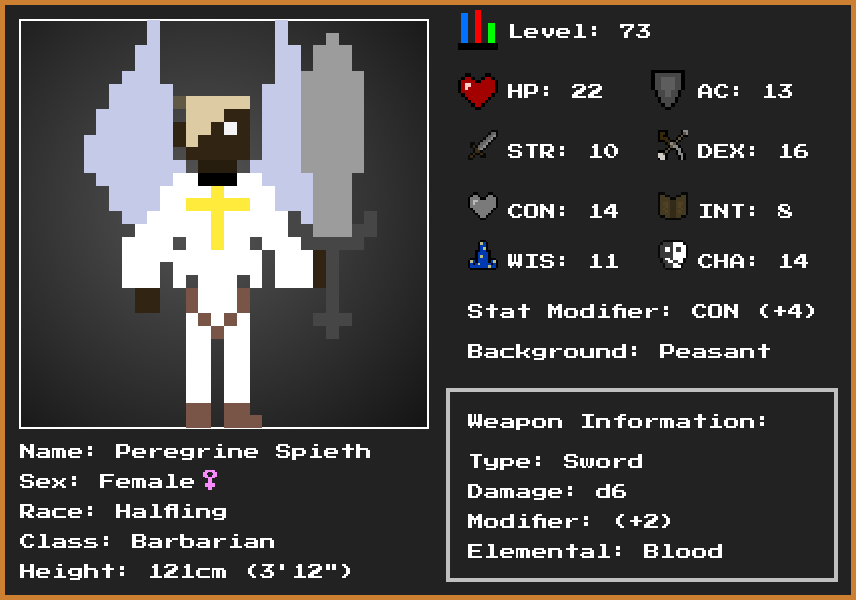 Level: 73
HP: 22 AC: 13
STR: 10 DEX: 16
CON: 14 INT: 8
WIS: 11 CHA: 14
Stat Modifier: CON (+4)
Background: Peasant
Weapon Information:
Type: Sword
Damage: d6
Modifier: (+2)
Elemental: Blood
Name: Peregrine Spieth
Sex: Female♀
Race: Halfling
Class: Barbarian
Height: 121cm (3'12")